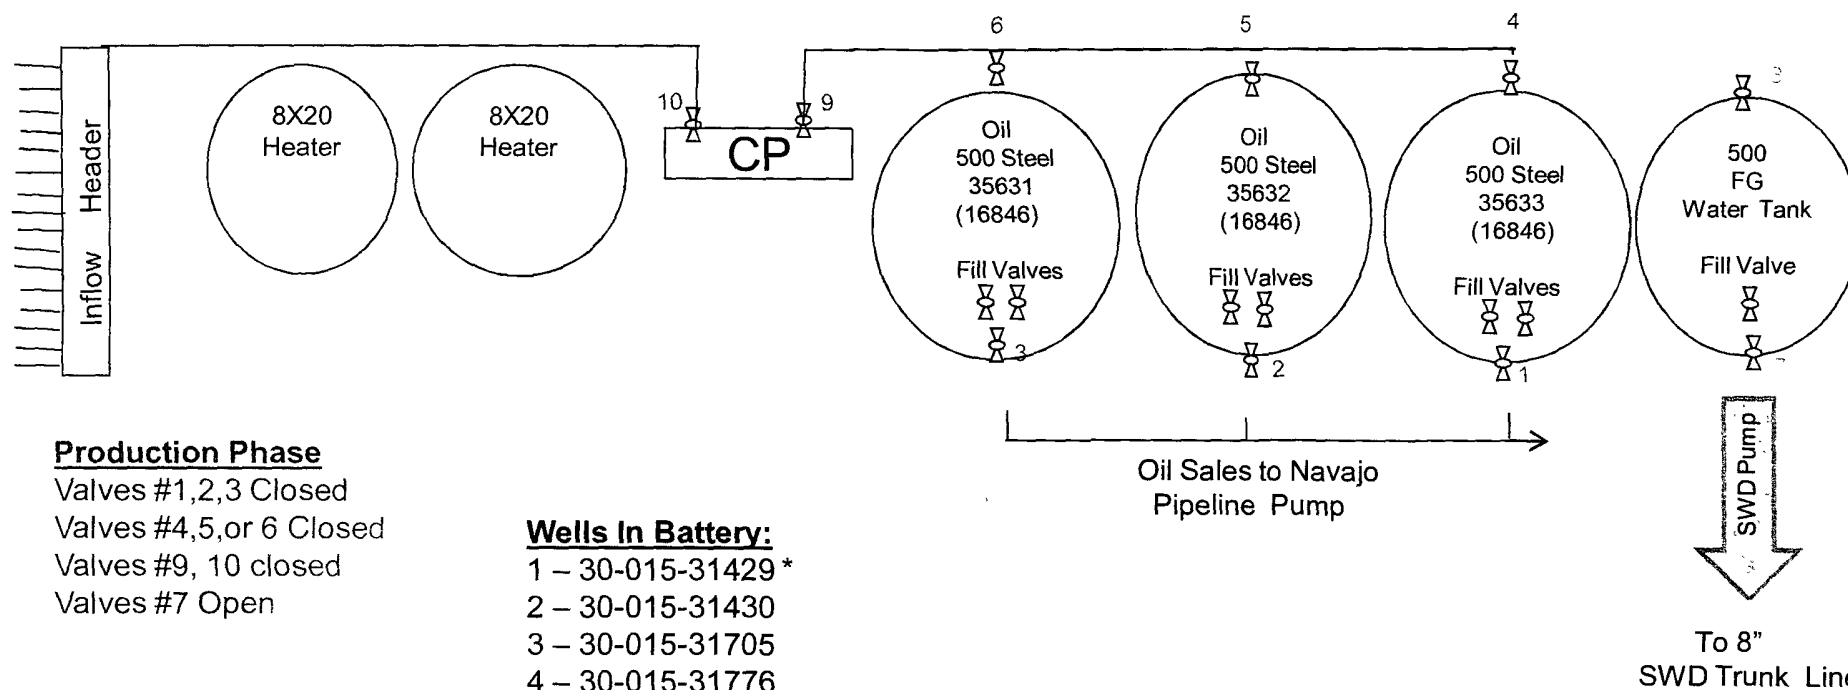 6
5
4
10
9
8X20
Heater
8X20
Heater
CP
Inflow Header
Oil
500 Steel
35631
(16846)
Fill Valves
3
Oil
500 Steel
35632
(16846)
Fill Valves
2
Oil
500 Steel
35633
(16846)
Fill Valves
1
500
FG
Water Tank
Fill Valve
Oil Sales to Navajo
Pipeline Pump
SWD Pump
To 8”
SWD Trunk Line
Production Phase
Valves #1,2,3 Closed
Valves #4,5,or 6 Closed
Valves #9, 10 closed
Valves #7 Open
Wells In Battery:
1 – 30-015-31429 *
2 – 30-015-31430
3 – 30-015-31705
4 – 30-015-31776